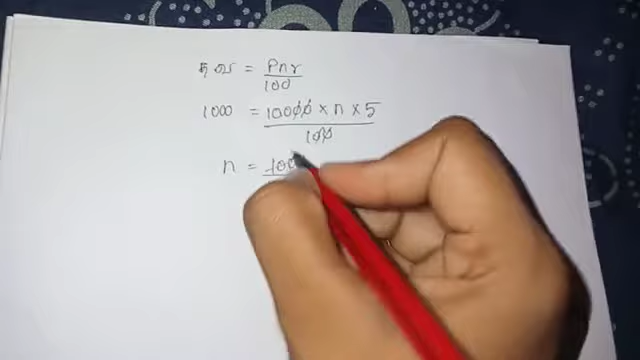 த.வ = Pnr / 100
1000 = 10000 × n × 5 / 100
n = 100